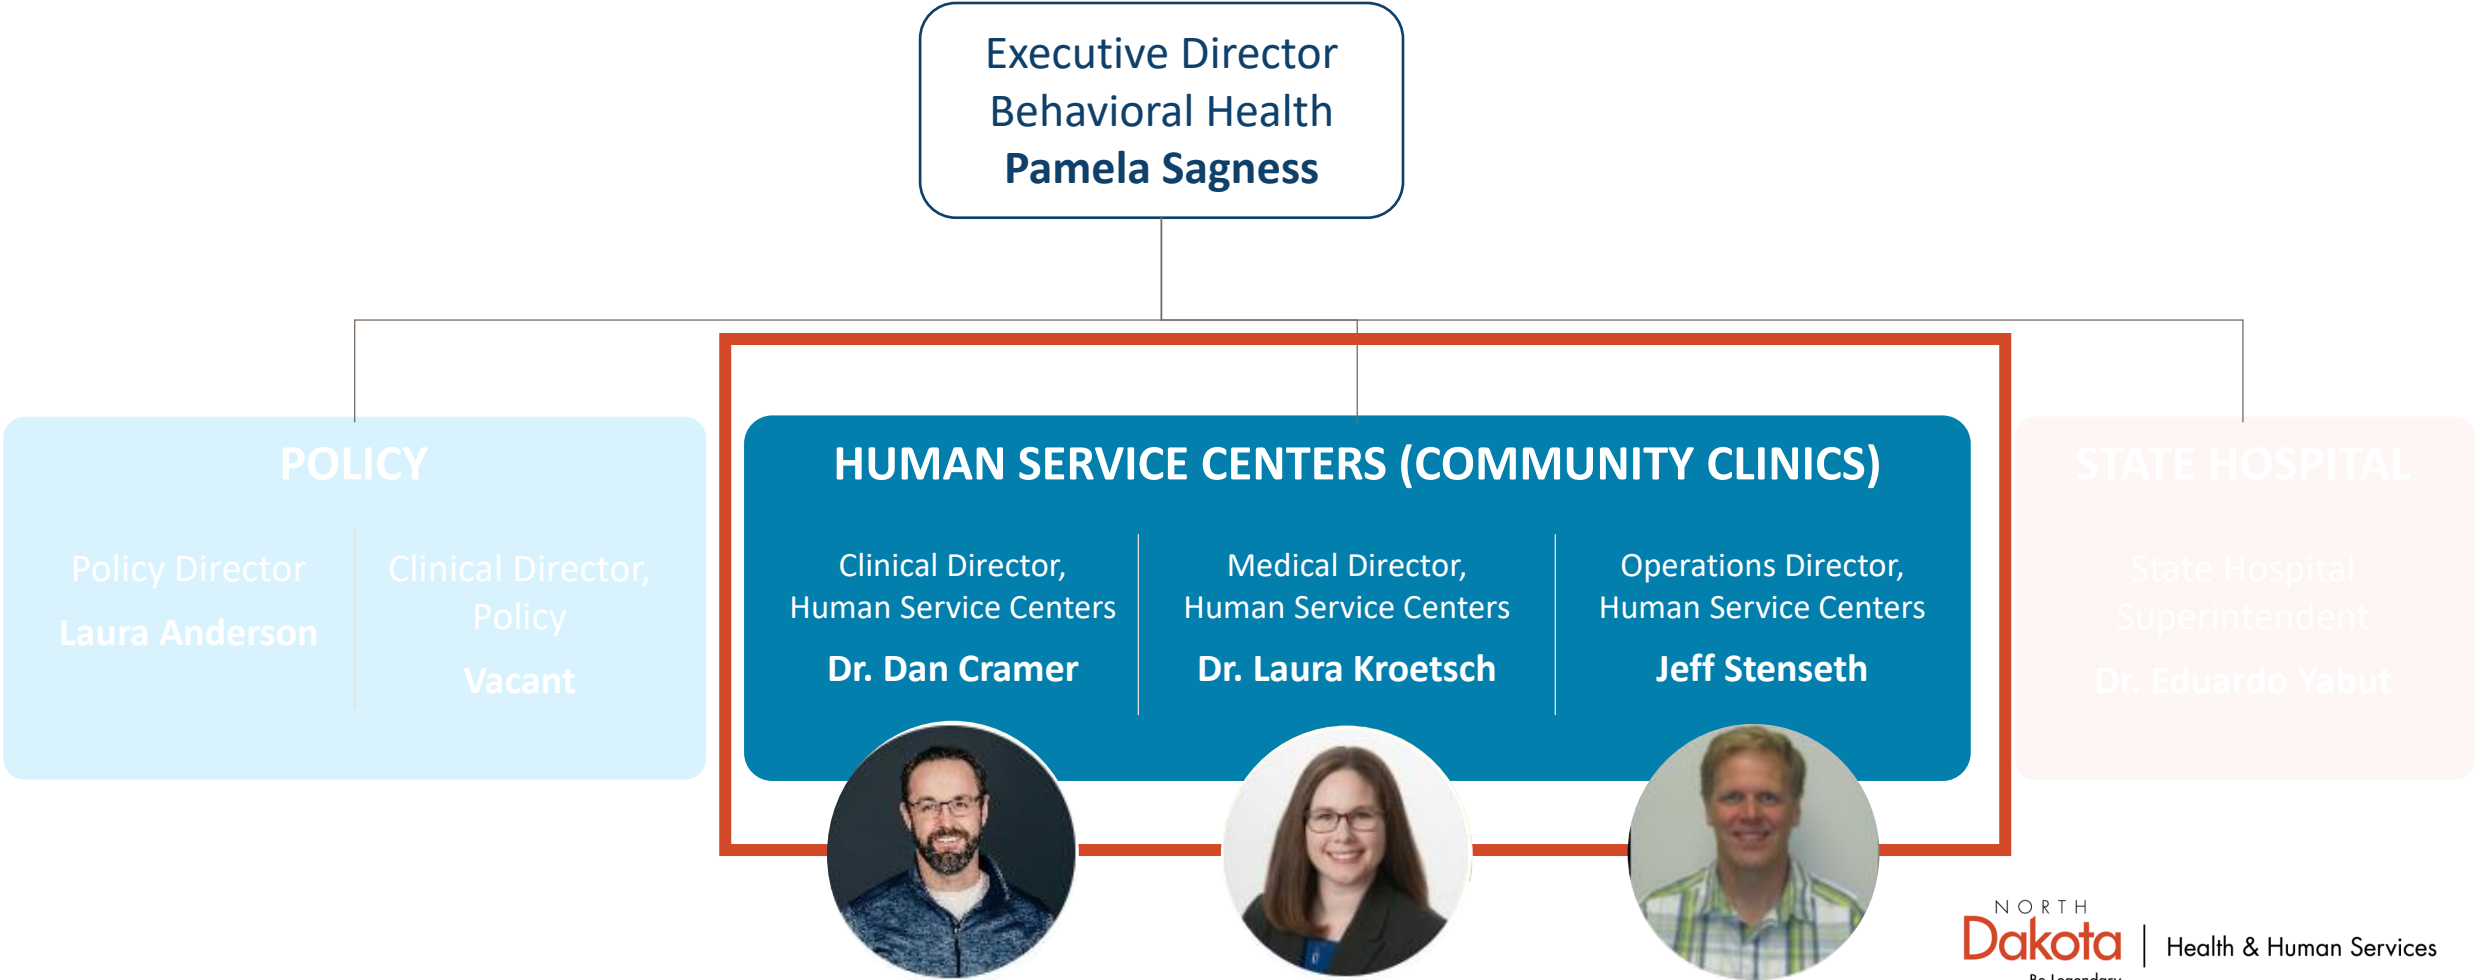 Executive Director
Behavioral Health
Pamela Sagness
POLICY
Policy Director
Laura Anderson
Clinical Director,
Policy
Vacant
HUMAN SERVICE CENTERS (COMMUNITY CLINICS)
Clinical Director,
Human Service Centers
Dr. Dan Cramer
Medical Director,
Human Service Centers
Dr. Laura Kroetsch
Operations Director,
Human Service Centers
Jeff Stenseth
STATE HOSPITAL
State Hospital
Superintendent
Dr. Eduardo Yabut
NORTH
Dakota
Be Legendary
Health & Human Services